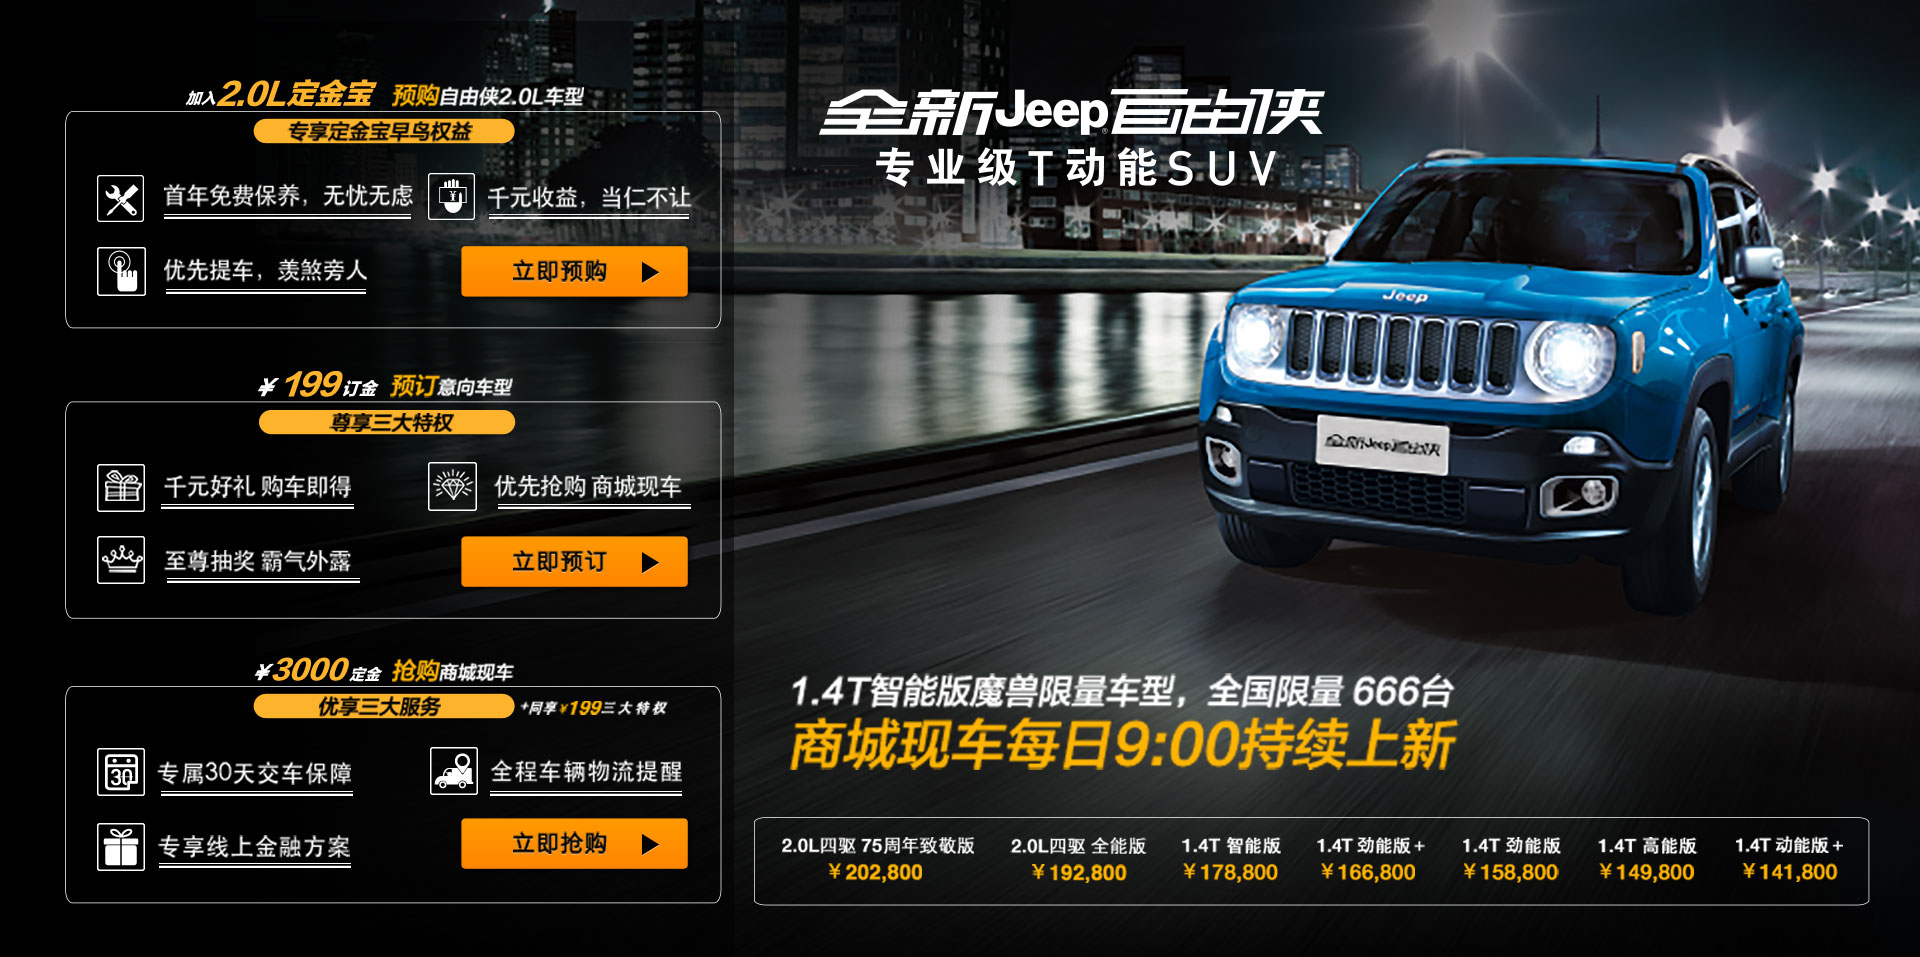 加入2.0L定金宝 预购自由侠2.0L车型
专享定金宝早鸟权益
首年免费保养，无忧无虑
千元收益，当仁不让
优先提车，羡煞旁人
立即预购
¥ 199订金 预订意向车型
尊享三大特权
千元好礼 购车即得
优先抢购 商城现车
至尊抽奖 霸气外露
立即预订
¥3000定金 抢购商城现车
优享三大服务 +同享¥199三大特权
专属30天交车保障
全程车辆物流提醒
专享线上金融方案
立即抢购
全新Jeep®自由侠
专业级T动能SUV
Jeep
全新Jeep自由侠
1.4T智能版魔兽限量车型，全国限量 666台
商城现车每日9:00持续上新
2.0L四驱 75周年致敬版
¥202,800
2.0L四驱 全能版
¥192,800
1.4T 智能版
¥178,800
1.4T 劲能版+
¥166,800
1.4T 劲能版
¥158,800
1.4T 高能版
¥149,800
1.4T 动能版+
¥141,800